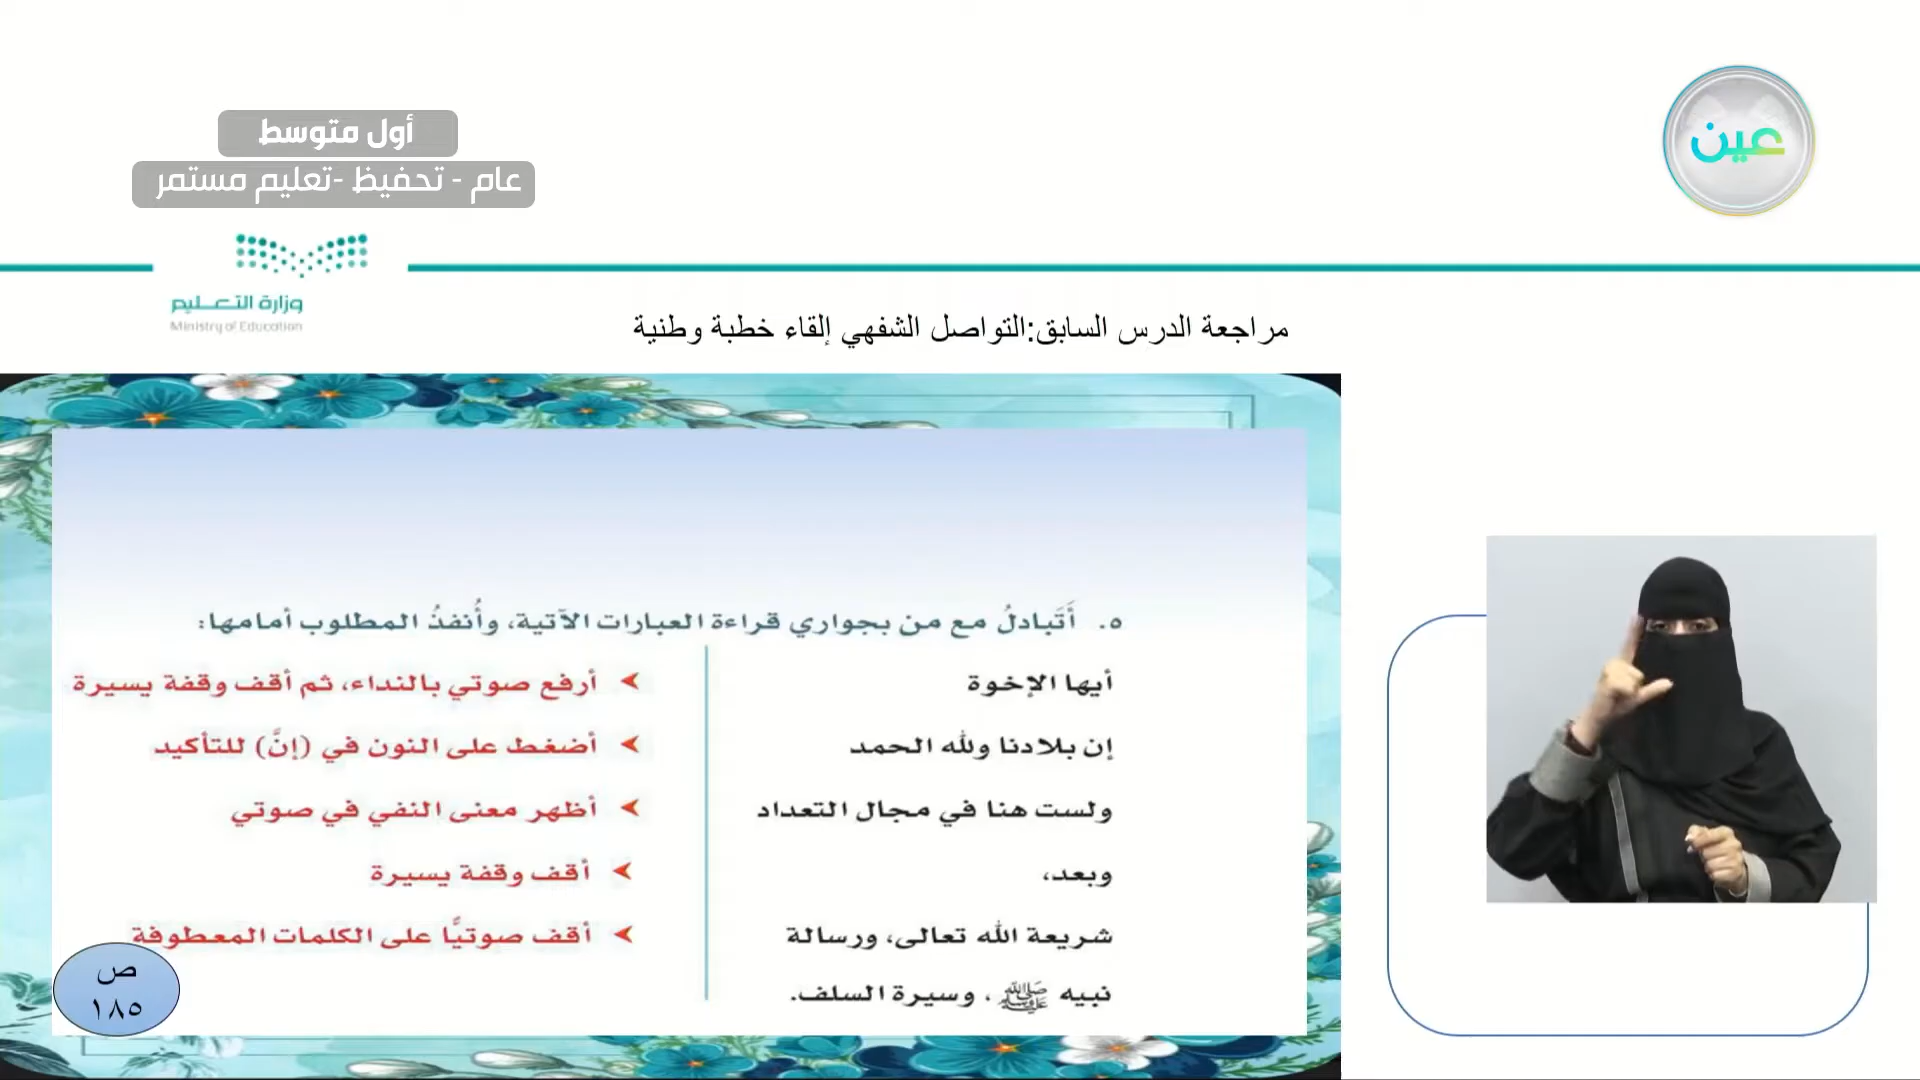 أول متوسط
عام - تحفيظ -تعليم مستمر
عين
وزارة التعليم
Ministry of Education
مراجعة الدرس السابق:التواصل الشفهي إلقاء خطبة وطنية
٥. أَتَبادلُ مع من بجواري قراءة العبارات الآتية، وأُنفذُ المطلوب أمامها:
أيها الإخوة
أرفع صوتي بالنداء، ثم أقف وقفة يسيرة
إن بلادنا ولله الحمد
أضغط على النون في (إنَّ) للتأكيد
ولست هنا في مجال التعداد
أظهر معنى النفي في صوتي
وبعد،
أقف وقفة يسيرة
شريعة الله تعالى، ورسالة
أقف صوتيًّا على الكلمات المعطوفة
نبيه ﷺ، وسيرة السلف.
ص
١٨٥